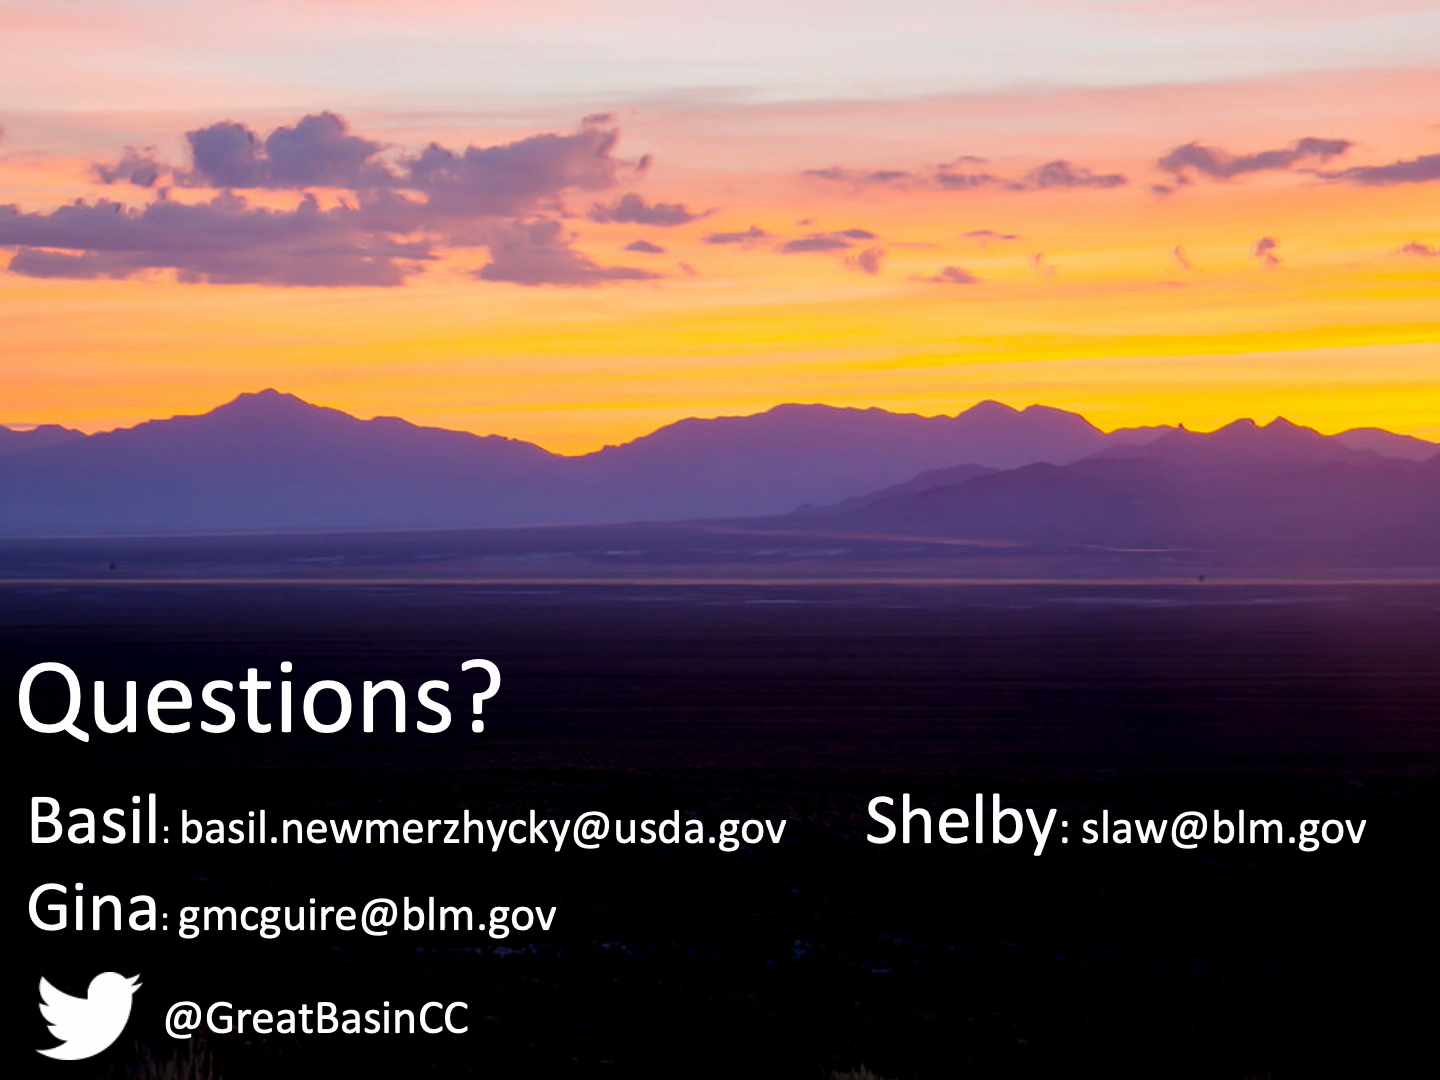 Questions?
Basil: basil.newmerzhycky@usda.gov
Shelby: slaw@blm.gov
Gina: gmcguire@blm.gov
@GreatBasinCC